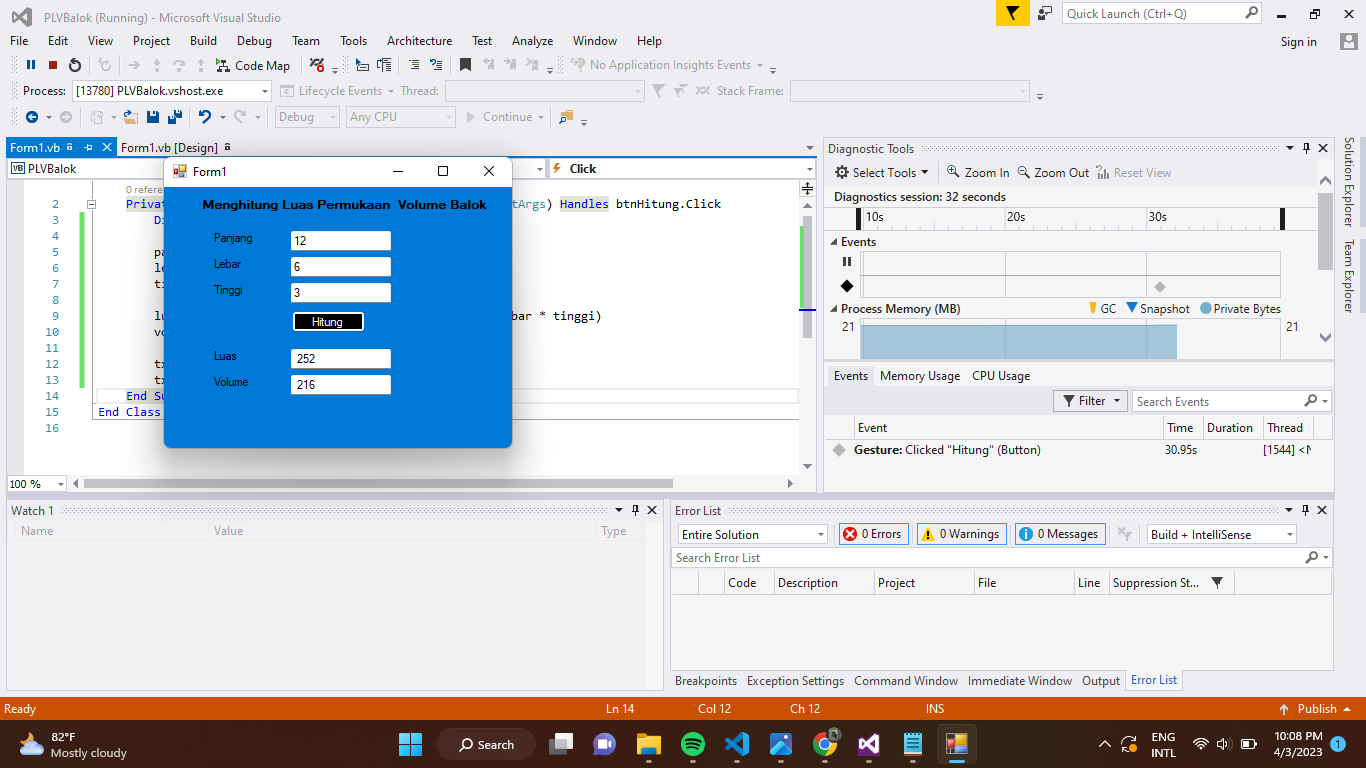 PLVBalok (Running) - Microsoft Visual Studio
Quick Launch (Ctrl+Q)
File Edit View Project Build Debug Team Tools Architecture Test Analyze Window Help
Sign in
Code Map
No Application Insights Events
Process: [13780] PLVBalok.vshost.exe Lifecycle Events Thread: Stack Frame:
Debug Any CPU Continue
Form1.vb Form1.vb [Design]
VB PLVBalok Click
0 refere
2 Privat tArgs) Handles btnHitung.Click
3 Di
4
5 pa
6 le
7 ti
8
9 lu bar * tinggi)
10 vo
11
12 tx
13 tx
14 End Su
15 End Class
16
100 %
Form1
Menghitung Luas Permukaan Volume Balok
Panjang 12
Lebar 6
Tinggi 3
Hitung
Luas 252
Volume 216
Diagnostic Tools
Select Tools Zoom In Zoom Out Reset View
Diagnostics session: 32 seconds
10s 20s 30s
Events
Process Memory (MB) GC Snapshot Private Bytes
21 21
Events Memory Usage CPU Usage
Filter Search Events
Event Time Duration Thread
Gesture: Clicked "Hitung" (Button) 30.95s [1544] <N
Solution Explorer
Team Explorer
Watch 1
Name Value Type
Error List
Entire Solution 0 Errors 0 Warnings 0 Messages Build + IntelliSense
Search Error List
Code Description Project File Line Suppression St...
Breakpoints Exception Settings Command Window Immediate Window Output Error List
Ready Ln 14 Col 12 Ch 12 INS Publish
82°F
Mostly cloudy
Search
ENG
INTL
10:08 PM
4/3/2023
1